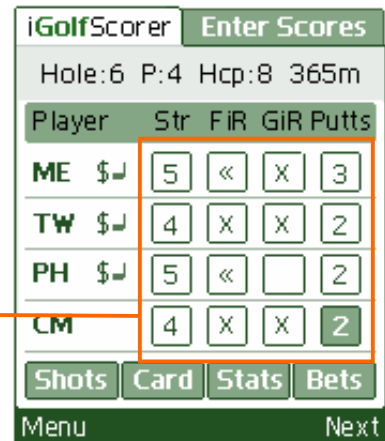 iGolfScorer Enter Scores
Hole:6 P:4 Hcp:8 365m
Player Str FiR GiR Putts
ME $↲ 5 « X 3
TW $↲ 4 X X 2
PH $↲ 5 « 2
CM 4 X X 2
Shots Card Stats Bets
Menu Next